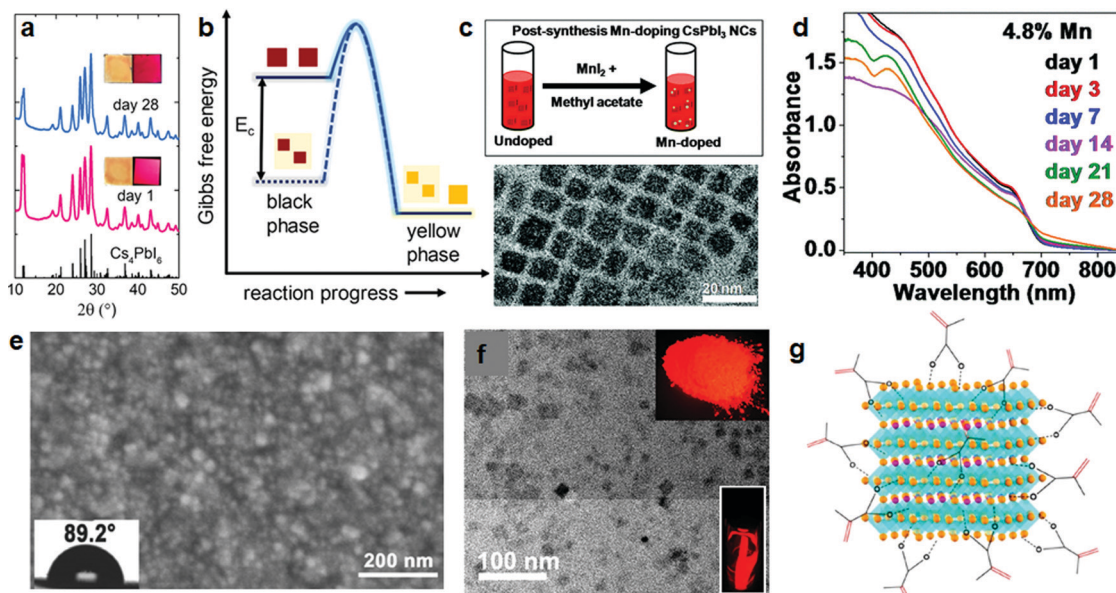 a
day 28
day 1
Cs₄PbI₆
10 20 30 40 50
2θ (°)
b
Gibbs free energy
E꜀
black
phase
yellow
phase
reaction progress
c
Post-synthesis Mn-doping CsPbI₃ NCs
MnI₂ +
Methyl acetate
Undoped
Mn-doped
20 nm
d
4.8% Mn
day 1
day 3
day 7
day 14
day 21
day 28
Absorbance
1.5
1.0
0.5
0.0
400 500 600 700 800
Wavelength (nm)
e
89.2°
200 nm
f
100 nm
g